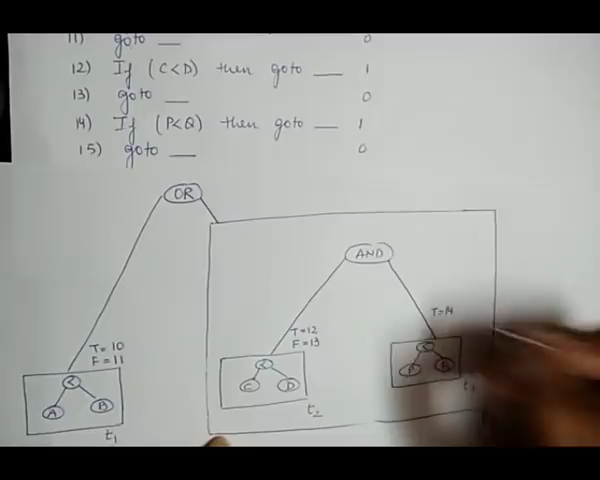 11) goto __ 0
12) If (C<D) then goto __ 1
13) goto __ 0
14) If (P<Q) then goto __ 1
15) goto __ 0
OR
AND
T=14
T=12
F=13
T=10
F=11
<
A B
t1
<
C D
t2
<
P